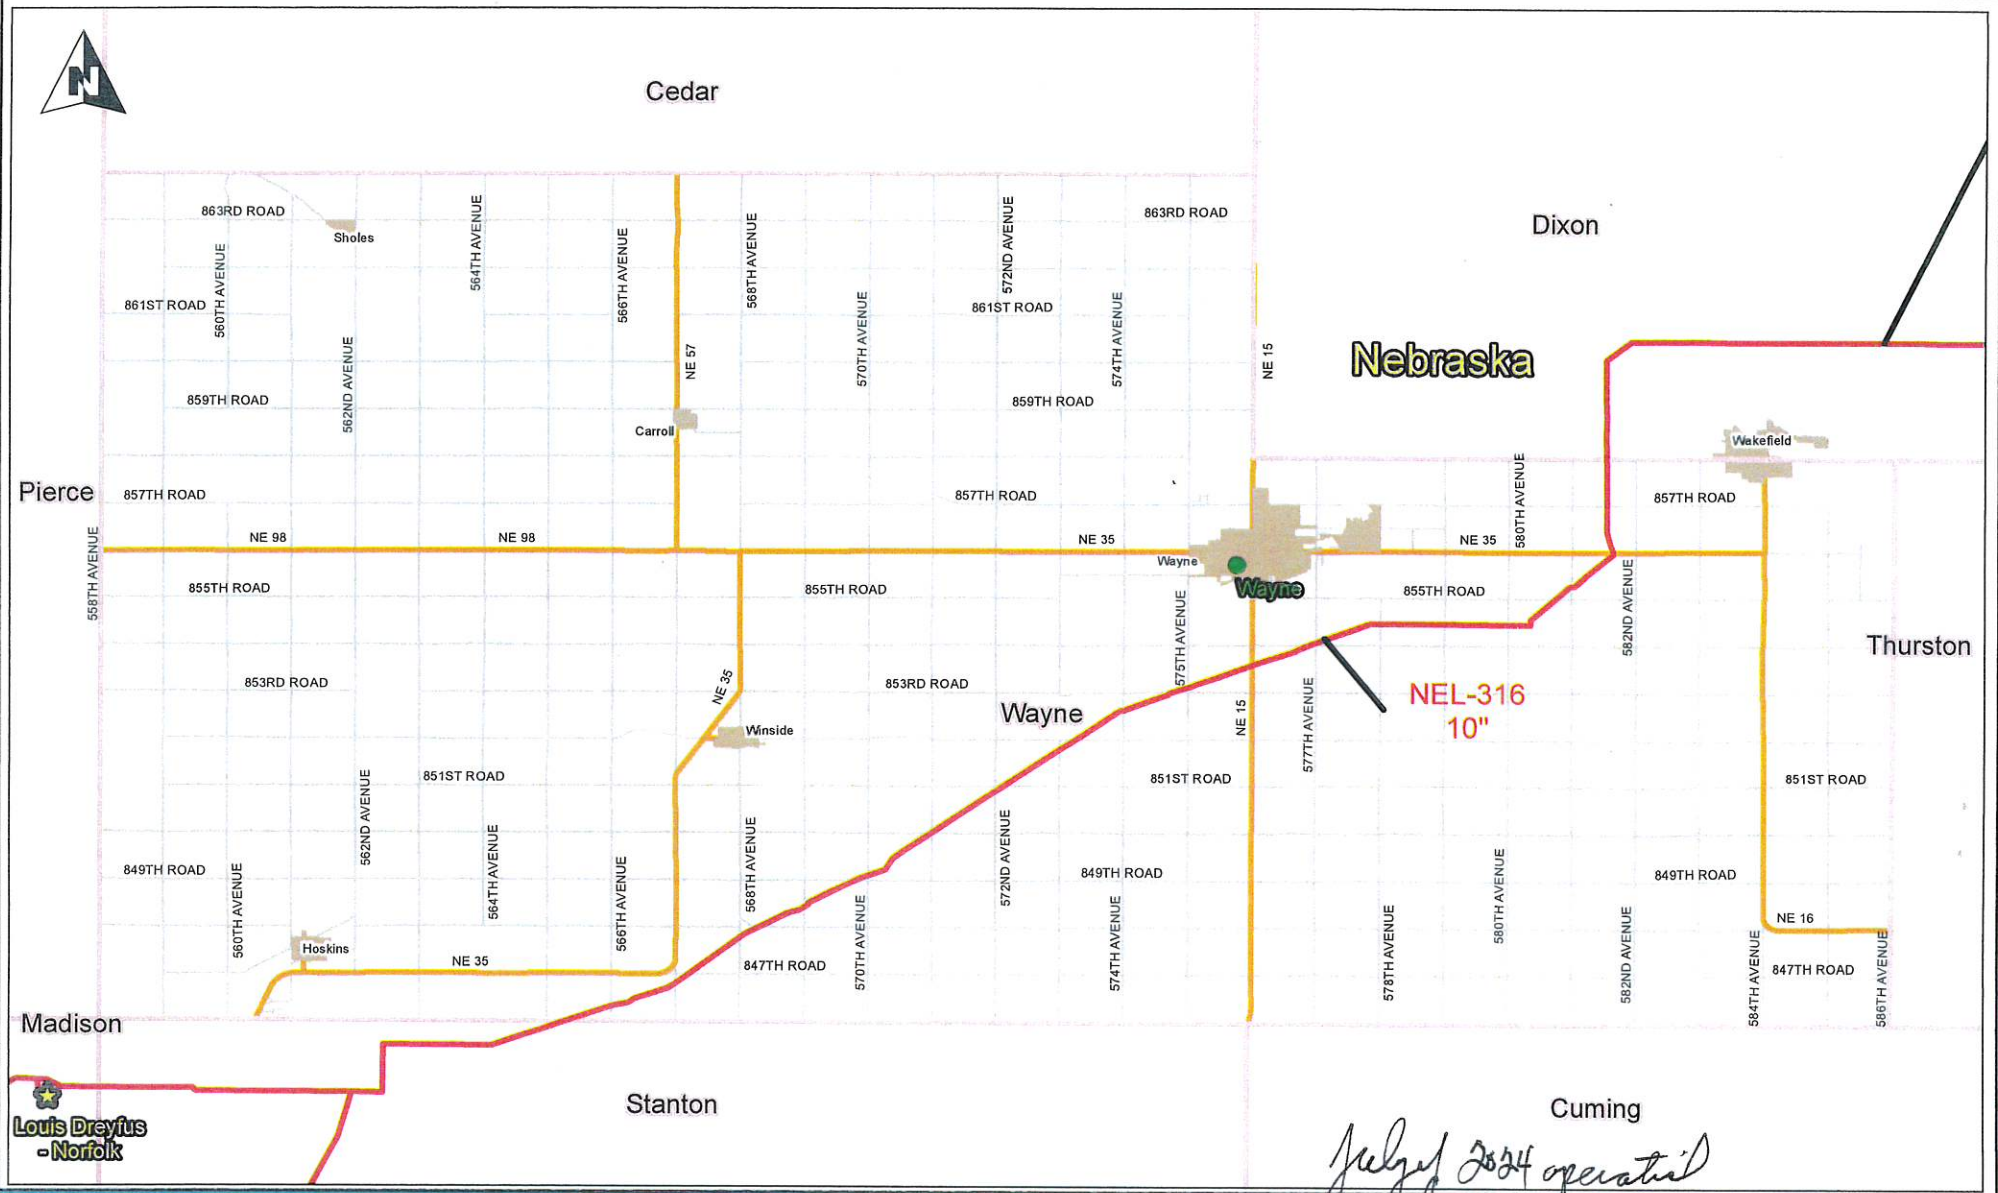 N
Cedar
863RD ROAD
Sholes
564TH AVENUE
566TH AVENUE
568TH AVENUE
572ND AVENUE
863RD ROAD
Dixon
560TH AVENUE
861ST ROAD
562ND AVENUE
NE 57
570TH AVENUE
861ST ROAD
574TH AVENUE
NE 15
Nebraska
859TH ROAD
859TH ROAD
Carroll
Wakefield
Pierce
857TH ROAD
857TH ROAD
580TH AVENUE
857TH ROAD
558TH AVENUE
NE 98
NE 98
NE 35
NE 35
Wayne
Wayne
855TH ROAD
855TH ROAD
855TH ROAD
575TH AVENUE
582ND AVENUE
Thurston
853RD ROAD
NE 35
853RD ROAD
Wayne
NE 15
577TH AVENUE
NEL-316
10"
Winside
851ST ROAD
851ST ROAD
851ST ROAD
562ND AVENUE
849TH ROAD
560TH AVENUE
564TH AVENUE
566TH AVENUE
568TH AVENUE
570TH AVENUE
572ND AVENUE
849TH ROAD
574TH AVENUE
578TH AVENUE
580TH AVENUE
849TH ROAD
582ND AVENUE
NE 16
Hoskins
NE 35
847TH ROAD
584TH AVENUE
847TH ROAD
586TH AVENUE
Madison
Louis Dreyfus
- Norfolk
Stanton
Cuming
2024